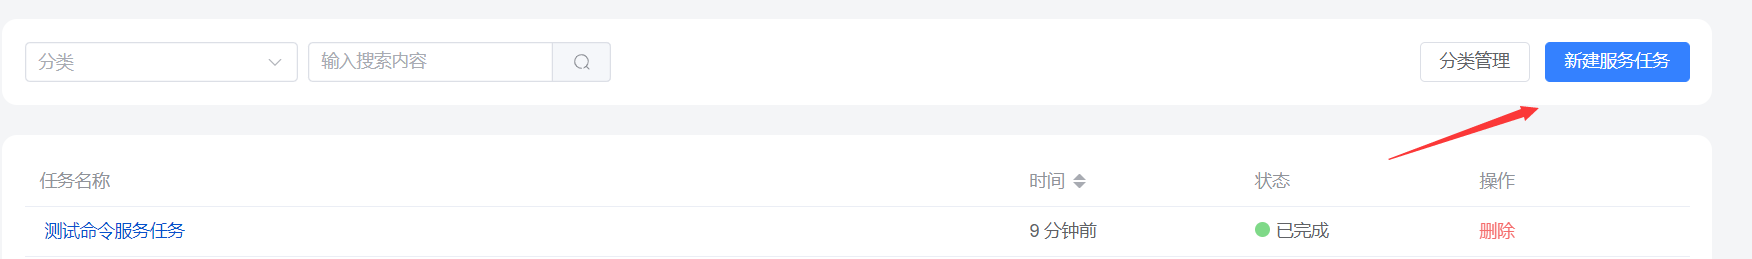 分类 输入搜索内容 分类管理 新建服务任务
任务名称 时间 状态 操作
测试命令服务任务 9 分钟前 已完成 删除